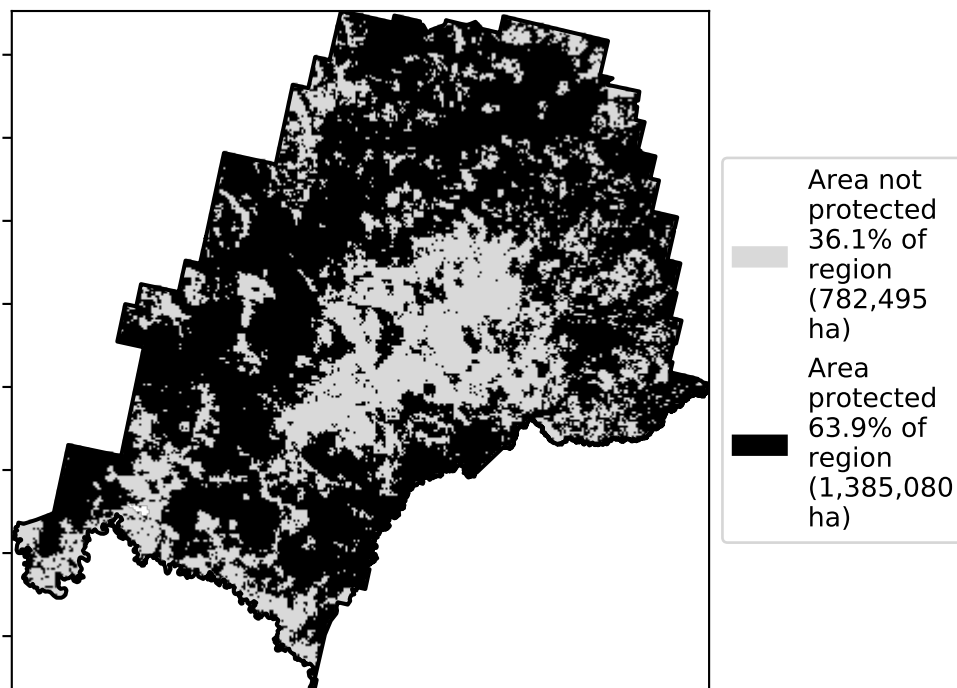 Area not
protected
36.1% of
region
(782,495
ha)
Area
protected
63.9% of
region
(1,385,080
ha)